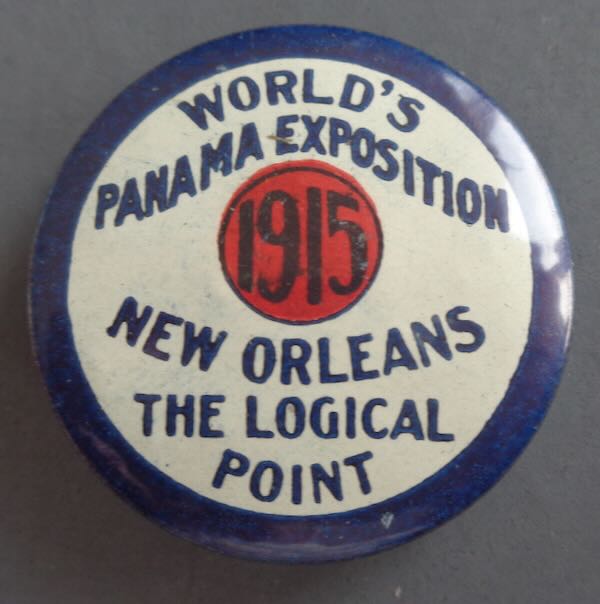 WORLD'S
PANAMA EXPOSITION
1915
NEW ORLEANS
THE LOGICAL
POINT